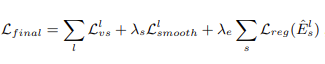 $\mathcal{L}_{final} = \sum_{l} \mathcal{L}_{vs}^{l} + \lambda_s \mathcal{L}_{smooth}^{l} + \lambda_e \sum_{s} \mathcal{L}_{reg}(\hat{E}_s^l)$